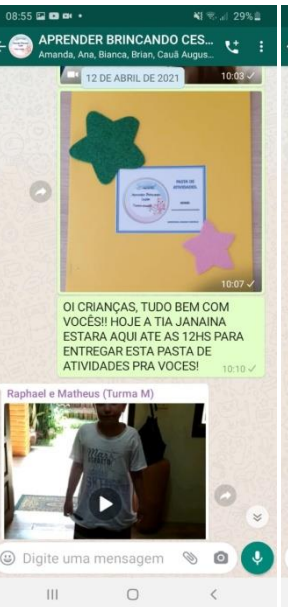 08:55
29%
APRENDER BRINCANDO CES...
Amanda, Ana, Bianca, Brian, Cauã Augus...
10:03
12 DE ABRIL DE 2021
PASTA DE
ATIVIDADES
10:07
OI CRIANÇAS, TUDO BEM COM
VOCÊS!! HOJE A TIA JANAINA
ESTARA AQUI ATE AS 12HS PARA
ENTREGAR ESTA PASTA DE
ATIVIDADES PRA VOCES!
10:10
Raphael e Matheus (Turma M)
Digite uma mensagem